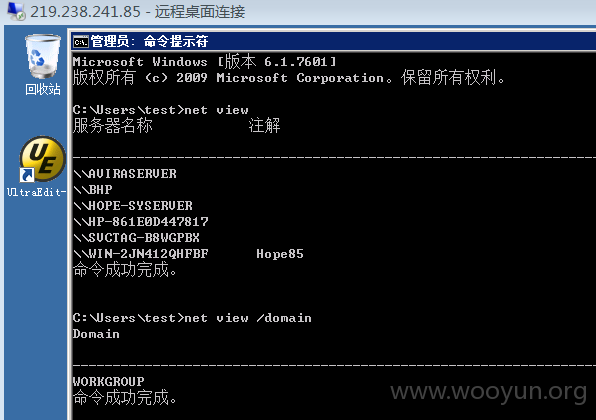 219.238.241.85 - 远程桌面连接
回收站
UltraEdit-
管理员: 命令提示符
Microsoft Windows [版本 6.1.7601]
版权所有 (c) 2009 Microsoft Corporation。保留所有权利。
C:\Users\test>net view
服务器名称 注解
-------------------------------------------------------------------------------
\\AVIRASERVER
\\BHP
\\HOPE-SYSERVER
\\HP-861E0D447817
\\SVCTAG-B8WGPBX
\\WIN-2JN412QHFBF Hope85
命令成功完成。
C:\Users\test>net view /domain
Domain
-------------------------------------------------------------------------------
WORKGROUP
命令成功完成。
www.wooyun.org